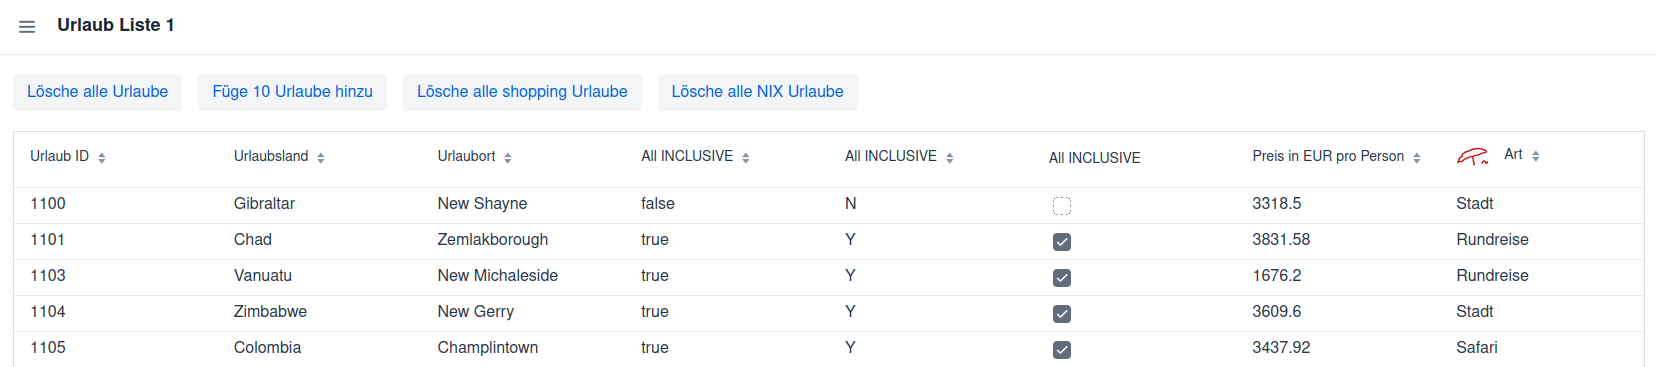 Urlaub Liste 1
Lösche alle Urlaube Füge 10 Urlaube hinzu Lösche alle shopping Urlaube Lösche alle NIX Urlaube
Urlaub ID Urlaubsland Urlaubort All INCLUSIVE All INCLUSIVE All INCLUSIVE Preis in EUR pro Person Art
1100 Gibraltar New Shayne false N 3318.5 Stadt
1101 Chad Zemlakborough true Y 3831.58 Rundreise
1103 Vanuatu New Michaleside true Y 1676.2 Rundreise
1104 Zimbabwe New Gerry true Y 3609.6 Stadt
1105 Colombia Champlintown true Y 3437.92 Safari